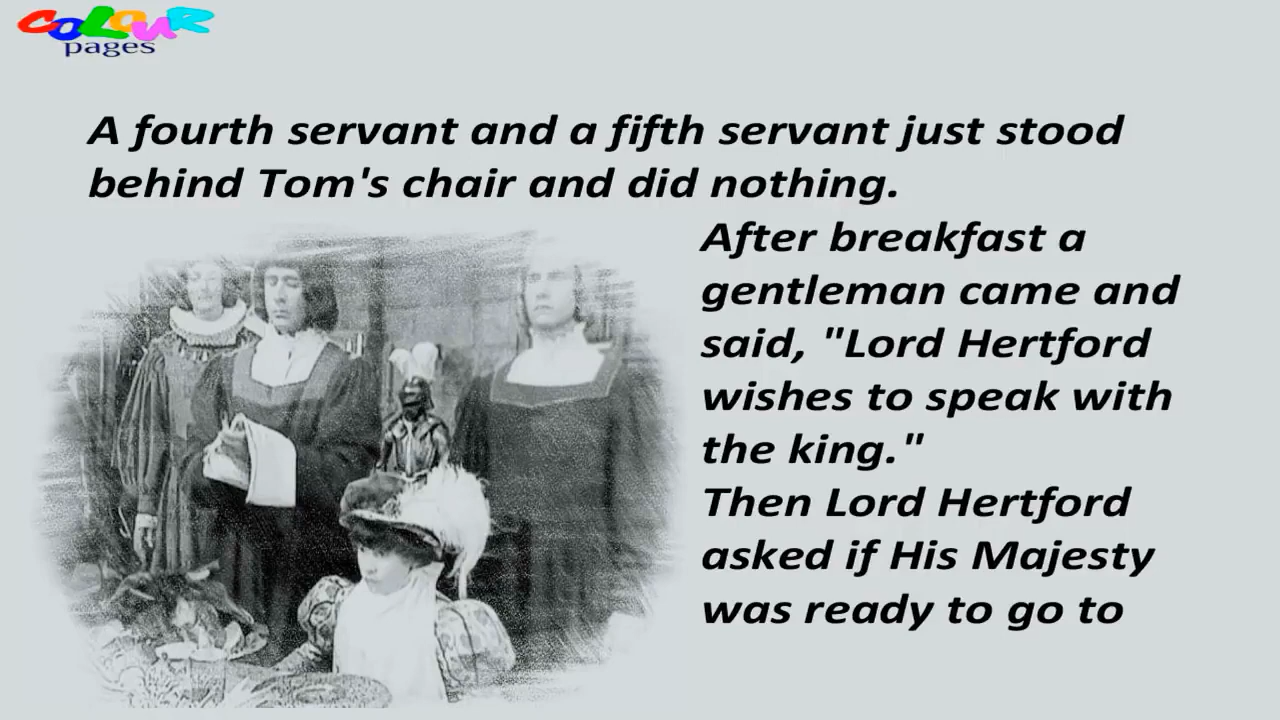 COLOUR
pages
A fourth servant and a fifth servant just stood
behind Tom's chair and did nothing.
After breakfast a
gentleman came and
said, "Lord Hertford
wishes to speak with
the king."
Then Lord Hertford
asked if His Majesty
was ready to go to